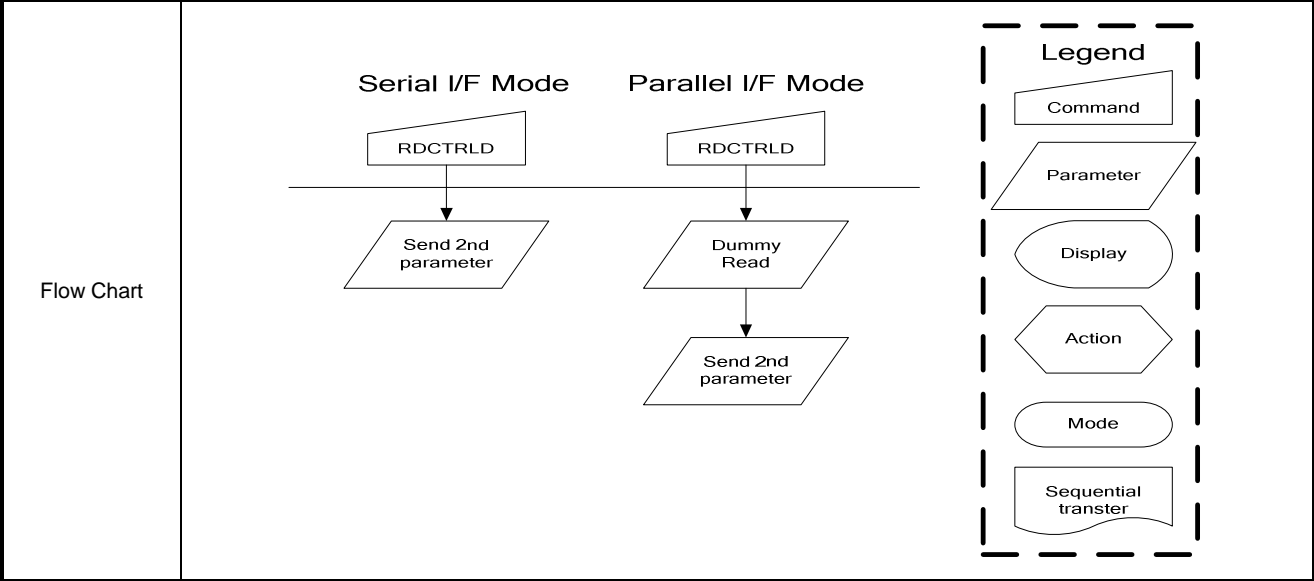 Flow Chart
Serial I/F Mode
RDCTRLD
Send 2nd
parameter
Parallel I/F Mode
RDCTRLD
Dummy
Read
Send 2nd
parameter
Legend
Command
Parameter
Display
Action
Mode
Sequential
transter